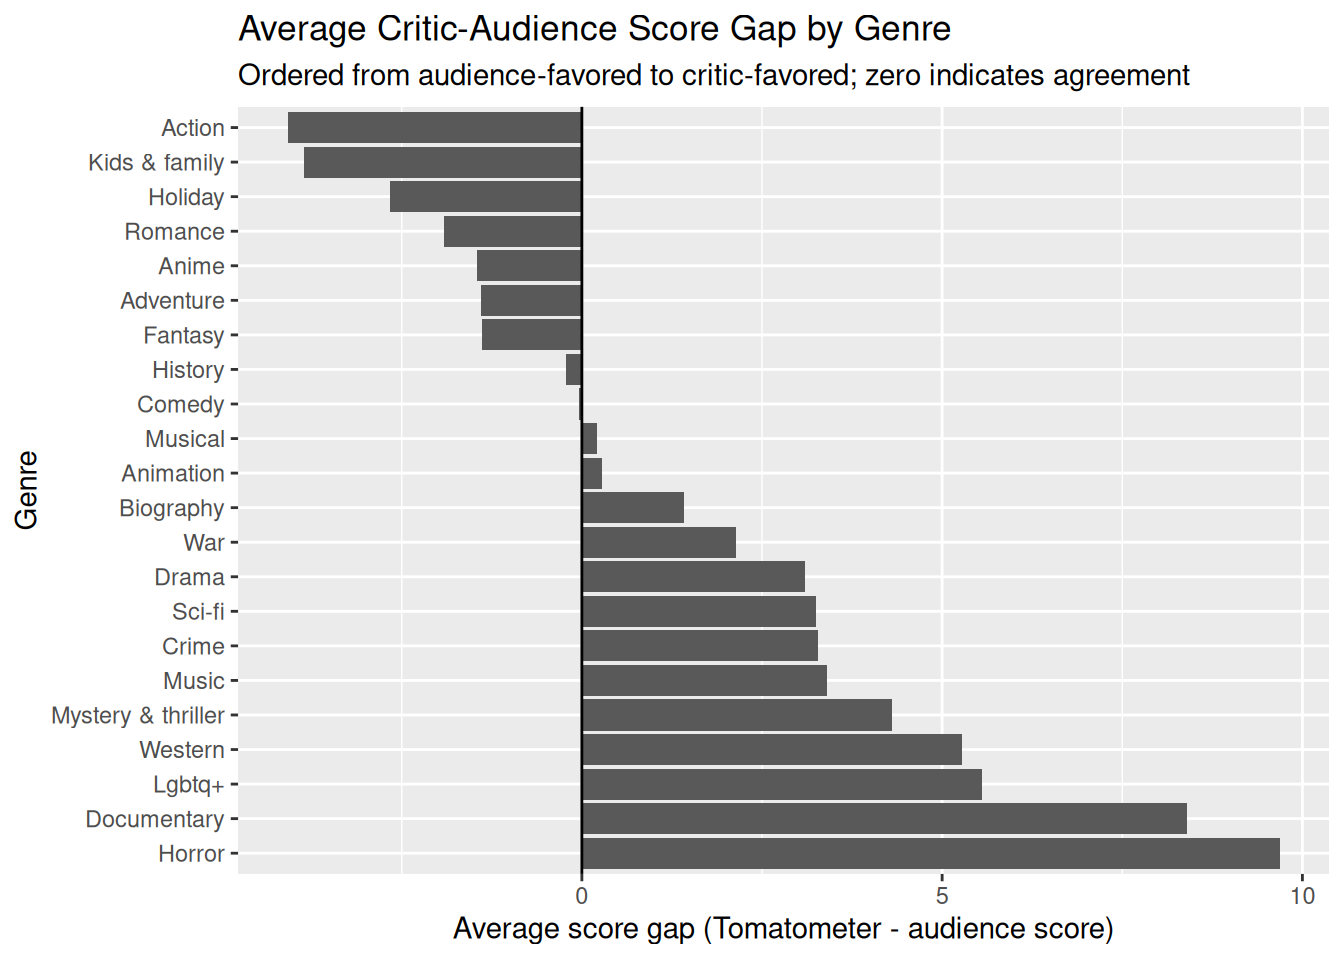 Average Critic-Audience Score Gap by Genre
Ordered from audience-favored to critic-favored; zero indicates agreement
Genre
Action
Kids & family
Holiday
Romance
Anime
Adventure
Fantasy
History
Comedy
Musical
Animation
Biography
War
Drama
Sci-fi
Crime
Music
Mystery & thriller
Western
Lgbtq+
Documentary
Horror
0 5 10
Average score gap (Tomatometer - audience score)